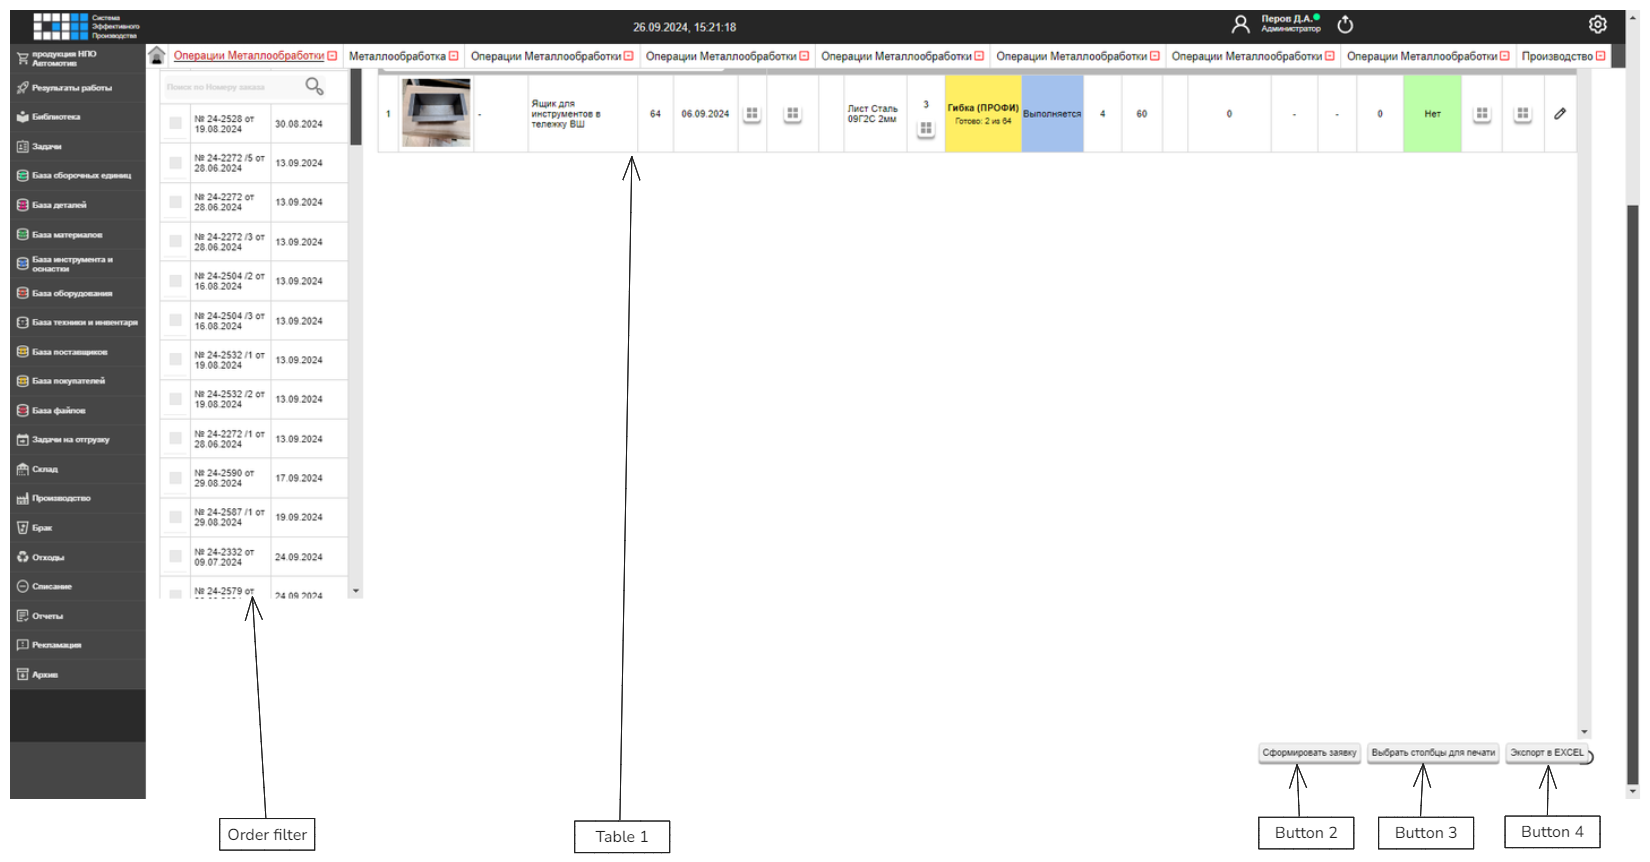 Система
Эффективного
Производства
26.09.2024, 15:21:18
Перов Д.А.
Администратор
продукция НПО
Автомотив
Результаты работы
Библиотека
Задачи
База сборочных единиц
База деталей
База материалов
База инструмента и
оснастки
База оборудования
База техники и инвентаря
База поставщиков
База покупателей
База файлов
Задачи на отгрузку
Склад
Производство
Брак
Отходы
Списание
Отчеты
Рекламация
Архив
Операции Металлообработки
Металлообработка
Операции Металлообработки
Операции Металлообработки
Операции Металлообработки
Операции Металлообработки
Операции Металлообработки
Операции Металлообработки
Производство
Поиск по Номеру заказа
№ 24-2528 от
19.08.2024
30.08.2024
№ 24-2272 /5 от
28.06.2024
13.09.2024
№ 24-2272 от
28.06.2024
13.09.2024
№ 24-2272 /3 от
28.06.2024
13.09.2024
№ 24-2504 /2 от
16.08.2024
13.09.2024
№ 24-2504 /3 от
16.08.2024
13.09.2024
№ 24-2532 /1 от
19.08.2024
13.09.2024
№ 24-2532 /2 от
19.08.2024
13.09.2024
№ 24-2272 /1 от
28.06.2024
13.09.2024
№ 24-2590 от
29.08.2024
17.09.2024
№ 24-2587 /1 от
29.08.2024
19.09.2024
№ 24-2332 от
09.07.2024
24.09.2024
№ 24-2579 от
24.09.2024
1
-
Ящик для
инструментов в
тележку ВШ
64
06.09.2024
Лист Сталь
09Г2С 2мм
3
Гибка (ПРОФИ)
Готово: 2 из 64
Выполняется
4
60
0
-
-
0
Нет
Сформировать заявку
Выбрать столбцы для печати
Экспорт в EXCEL
Order filter
Table 1
Button 2
Button 3
Button 4